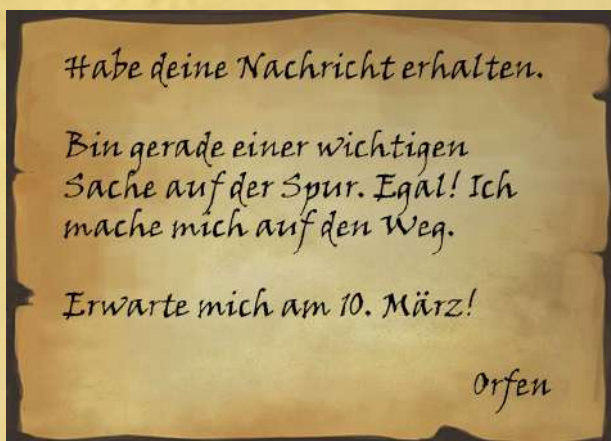 Habe deine Nachricht erhalten.
Bin gerade einer wichtigen
Sache auf der Spur. Egal! Ich
mache mich auf den Weg.
Erwarte mich am 10. März!
Orfen